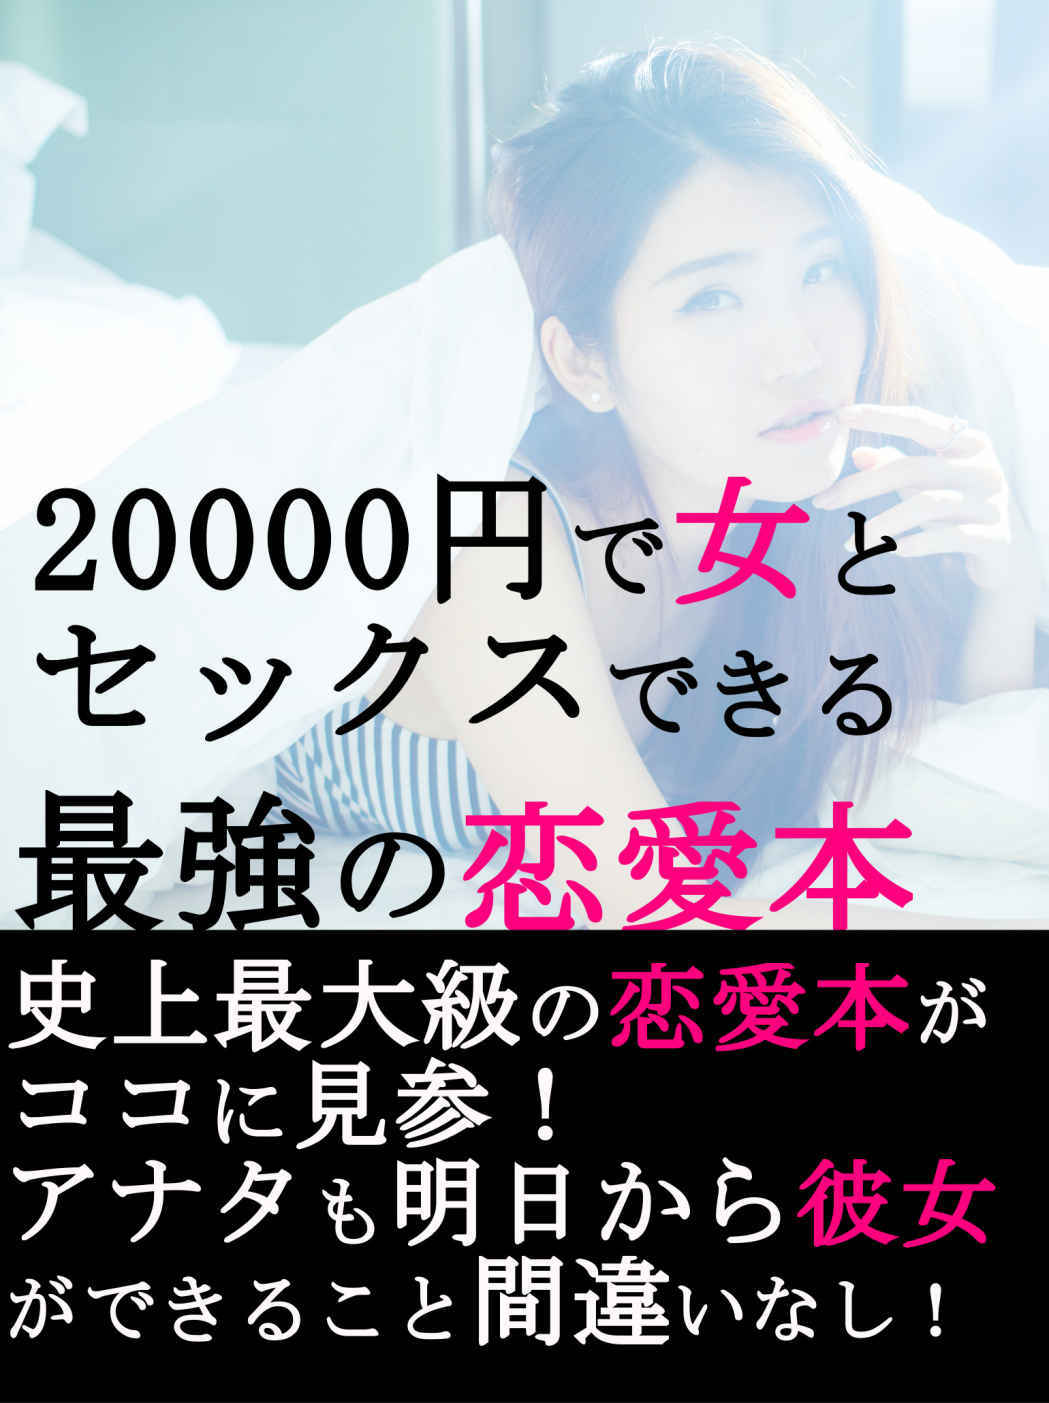 20000円で女と
セックスできる
最強の恋愛本
史上最大級の恋愛本が
ココに見参！
アナタも明日から彼女
ができること間違いなし！